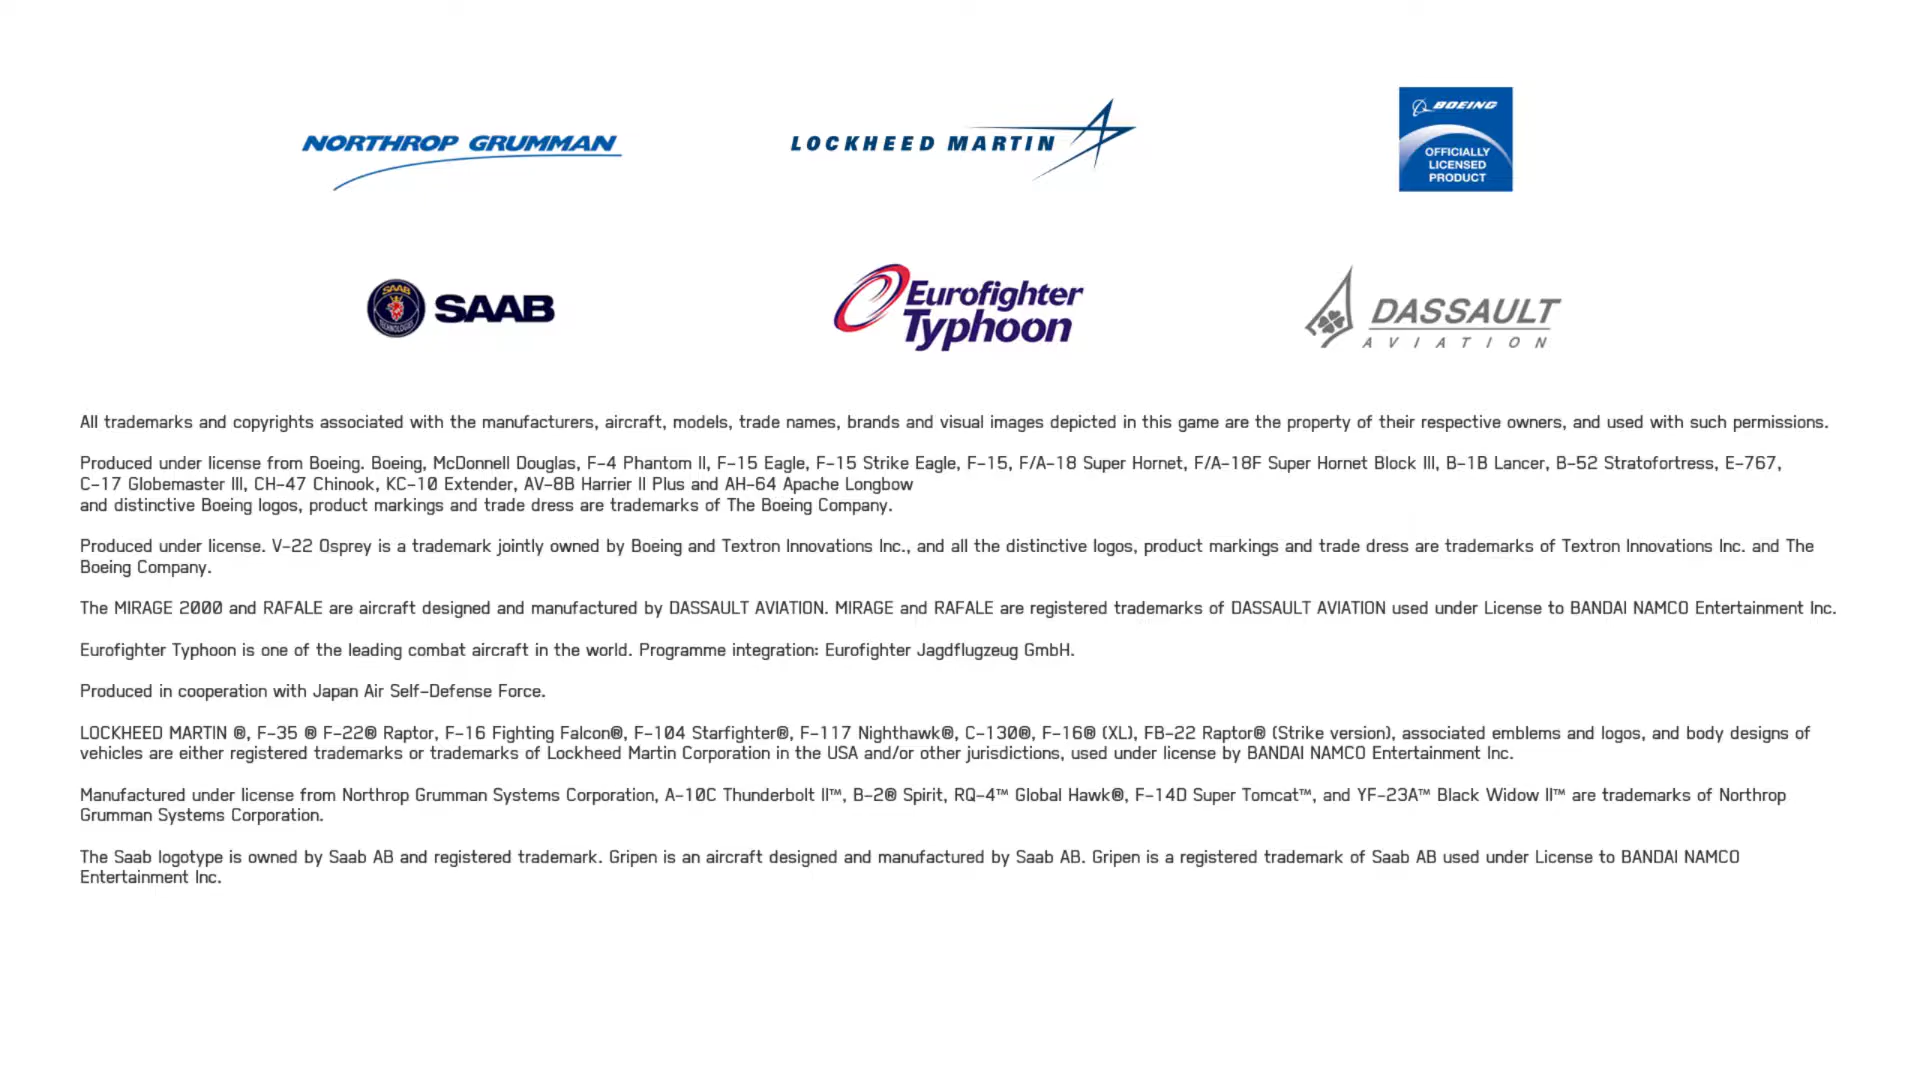 NORTHROP GRUMMAN
LOCKHEED MARTIN
BOEING
OFFICIALLY
LICENSED
PRODUCT
SAAB
TECHNOLOGIES
SAAB
Eurofighter
Typhoon
DASSAULT
AVIATION
All trademarks and copyrights associated with the manufacturers, aircraft, models, trade names, brands and visual images depicted in this game are the property of their respective owners, and used with such permissions.
Produced under license from Boeing. Boeing, McDonnell Douglas, F-4 Phantom II, F-15 Eagle, F-15 Strike Eagle, F-15, F/A-18 Super Hornet, F/A-18F Super Hornet Block III, B-1B Lancer, B-52 Stratofortress, E-767,
C-17 Globemaster III, CH-47 Chinook, KC-10 Extender, AV-8B Harrier II Plus and AH-64 Apache Longbow
and distinctive Boeing logos, product markings and trade dress are trademarks of The Boeing Company.
Produced under license. V-22 Osprey is a trademark jointly owned by Boeing and Textron Innovations Inc., and all the distinctive logos, product markings and trade dress are trademarks of Textron Innovations Inc. and The
Boeing Company.
The MIRAGE 2000 and RAFALE are aircraft designed and manufactured by DASSAULT AVIATION. MIRAGE and RAFALE are registered trademarks of DASSAULT AVIATION used under License to BANDAI NAMCO Entertainment Inc.
Eurofighter Typhoon is one of the leading combat aircraft in the world. Programme integration: Eurofighter Jagdflugzeug GmbH.
Produced in cooperation with Japan Air Self-Defense Force.
LOCKHEED MARTIN ®, F-35 ® F-22® Raptor, F-16 Fighting Falcon®, F-104 Starfighter®, F-117 Nighthawk®, C-130®, F-16® (XL), FB-22 Raptor® (Strike version), associated emblems and logos, and body designs of
vehicles are either registered trademarks or trademarks of Lockheed Martin Corporation in the USA and/or other jurisdictions, used under license by BANDAI NAMCO Entertainment Inc.
Manufactured under license from Northrop Grumman Systems Corporation, A-10C Thunderbolt II™, B-2® Spirit, RQ-4™ Global Hawk®, F-14D Super Tomcat™, and YF-23A™ Black Widow II™ are trademarks of Northrop
Grumman Systems Corporation.
The Saab logotype is owned by Saab AB and registered trademark. Gripen is an aircraft designed and manufactured by Saab AB. Gripen is a registered trademark of Saab AB used under License to BANDAI NAMCO
Entertainment Inc.